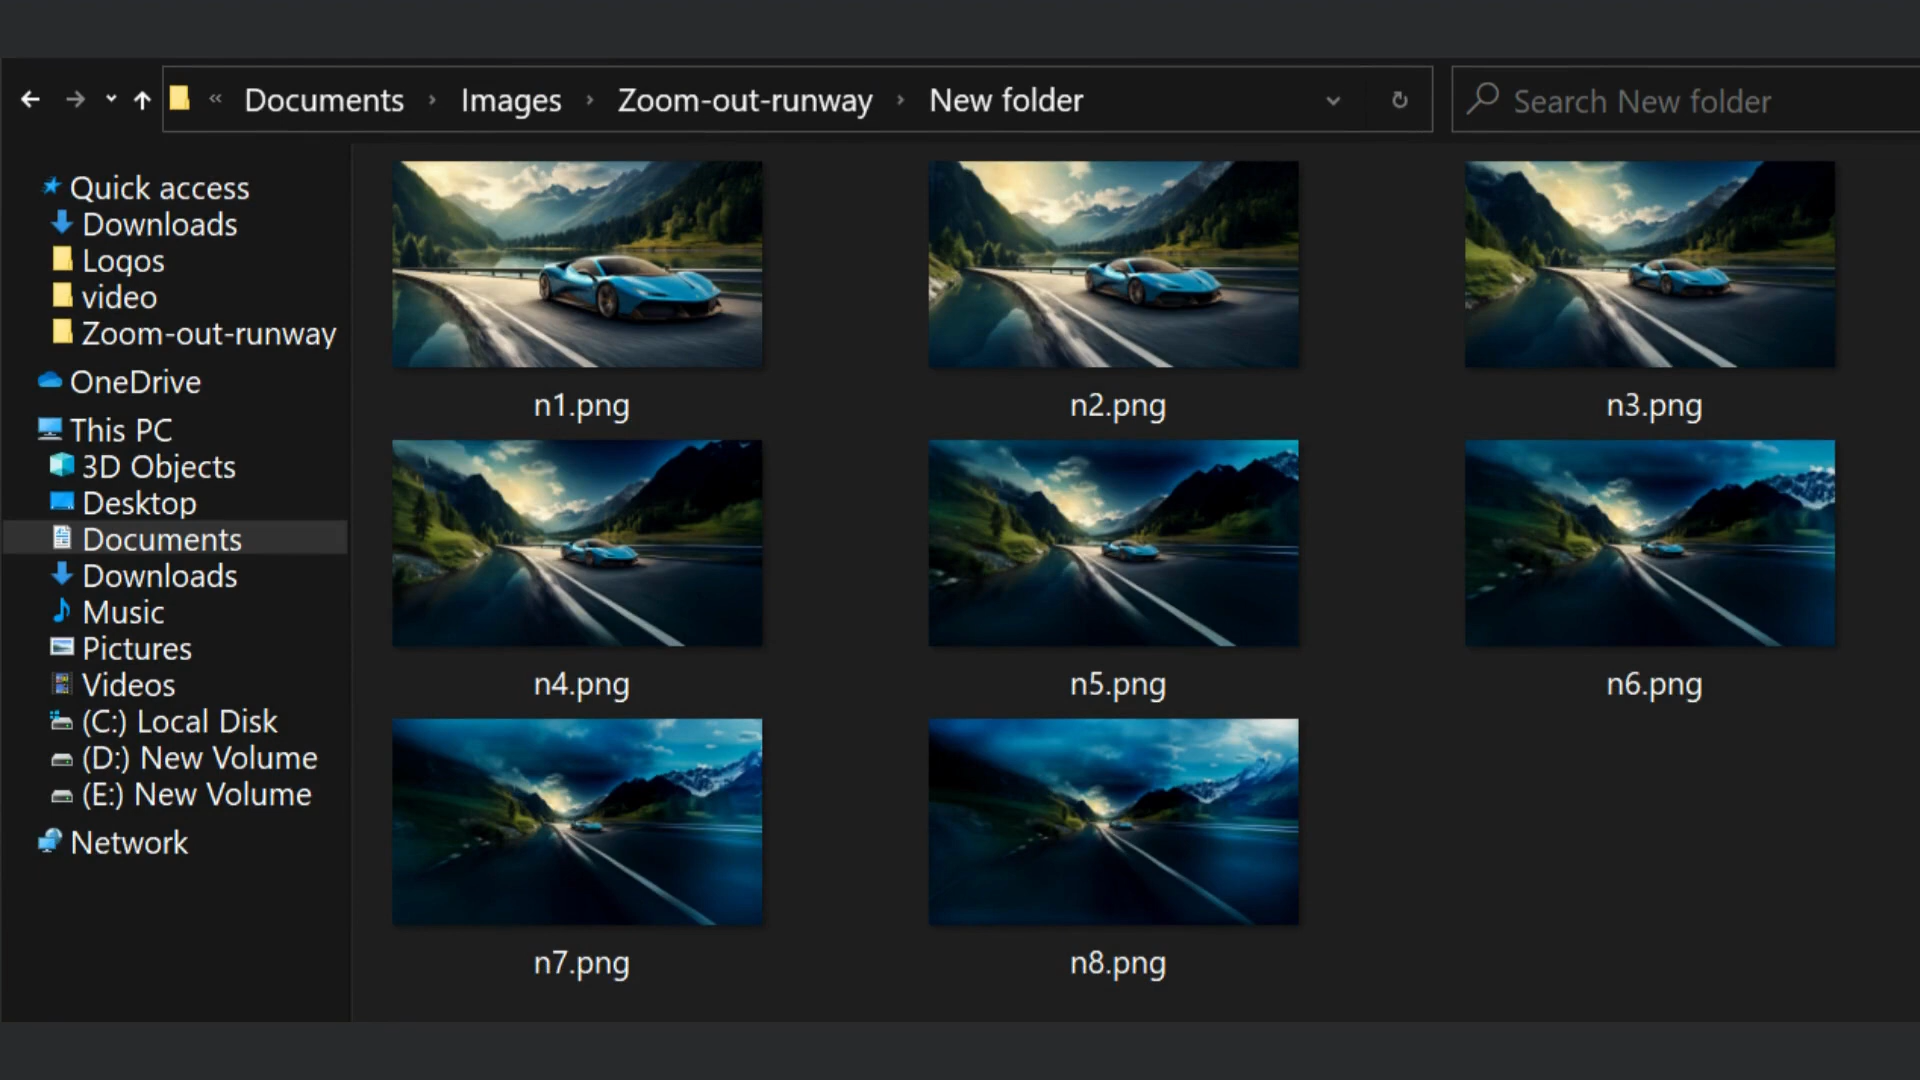 « Documents › Images › Zoom-out-runway › New folder
Search New folder
Quick access
Downloads
Logos
video
Zoom-out-runway
OneDrive
This PC
3D Objects
Desktop
Documents
Downloads
Music
Pictures
Videos
(C:) Local Disk
(D:) New Volume
(E:) New Volume
Network
n1.png
n2.png
n3.png
n4.png
n5.png
n6.png
n7.png
n8.png